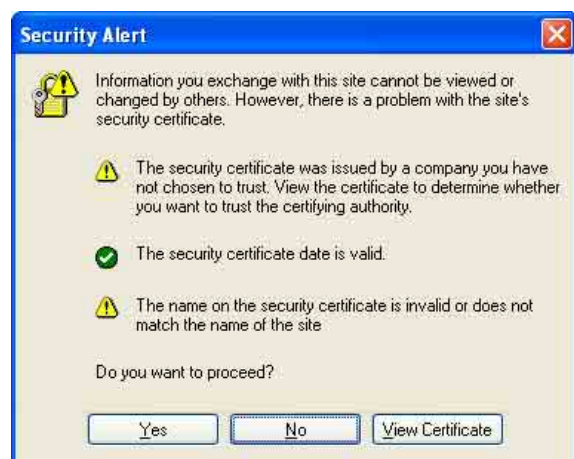 Security Alert
Information you exchange with this site cannot be viewed or
changed by others. However, there is a problem with the site's
security certificate.
The security certificate was issued by a company you have
not chosen to trust. View the certificate to determine whether
you want to trust the certifying authority.
The security certificate date is valid.
The name on the security certificate is invalid or does not
match the name of the site
Do you want to proceed?
Yes No View Certificate